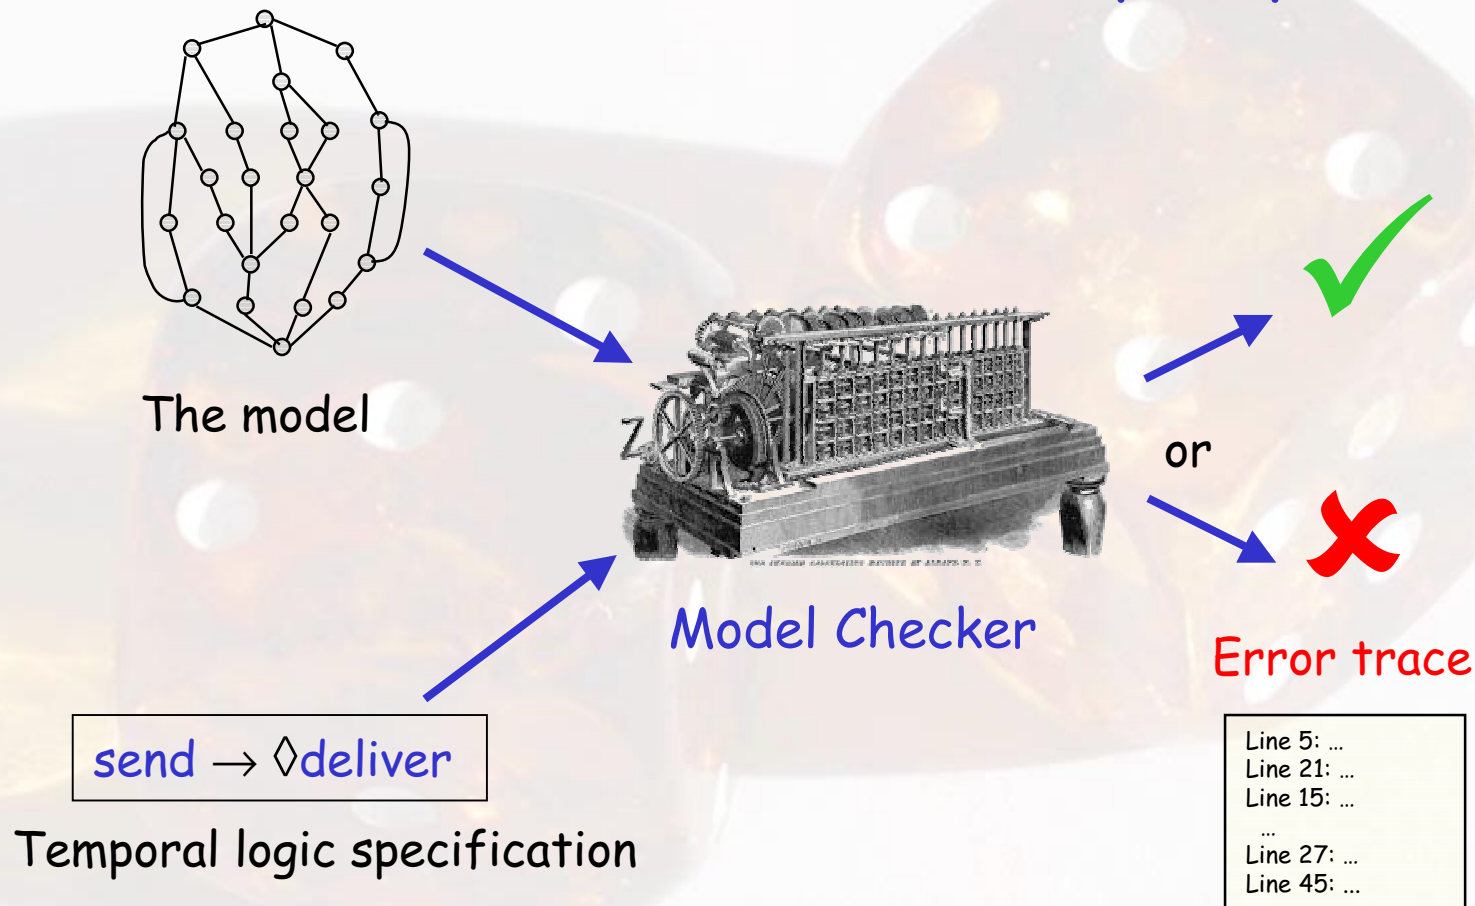 The model
or
Model Checker
Error trace
send → ◊deliver
Temporal logic specification
Line 5: ...
Line 21: ...
Line 15: ...
...
Line 27: ...
Line 45: ...